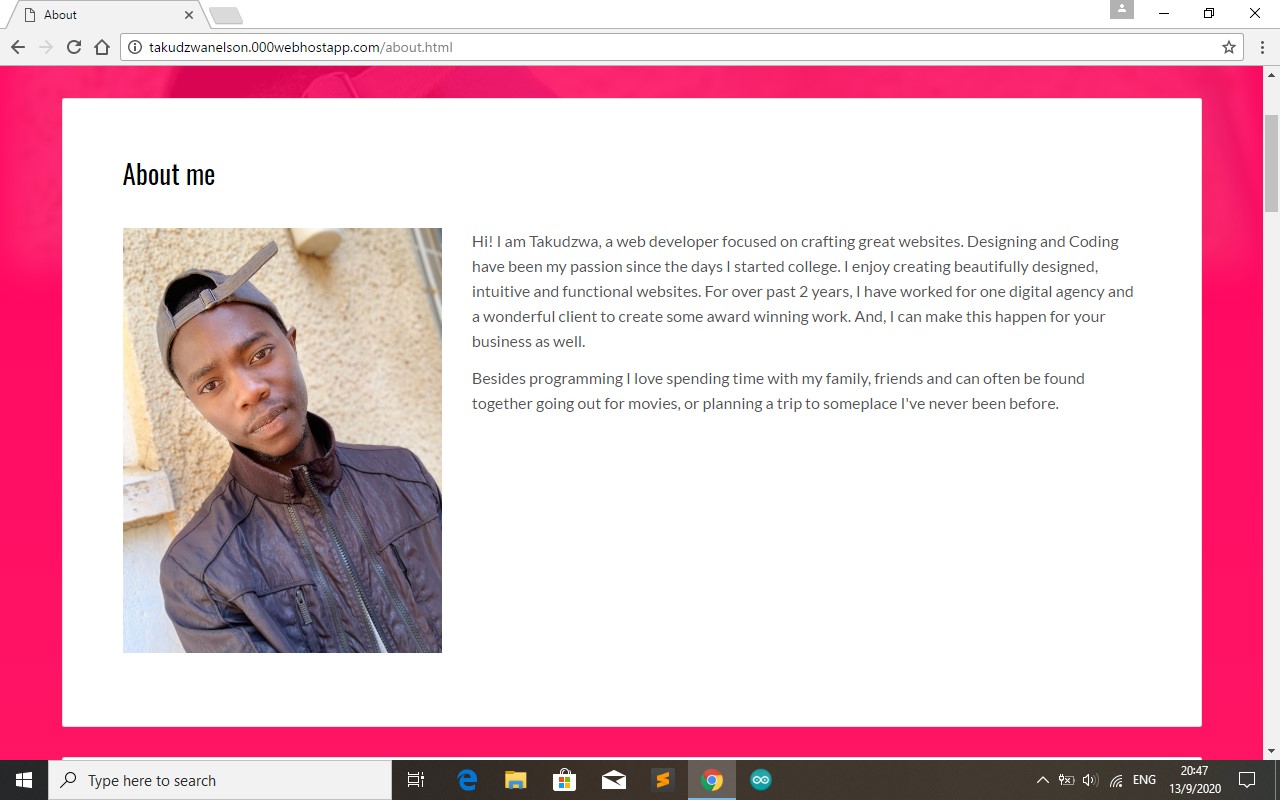 About
takudzwanelson.000webhostapp.com/about.html
About me
Hi! I am Takudzwa, a web developer focused on crafting great websites. Designing and Coding
have been my passion since the days I started college. I enjoy creating beautifully designed,
intuitive and functional websites. For over past 2 years, I have worked for one digital agency and
a wonderful client to create some award winning work. And, I can make this happen for your
business as well.
Besides programming I love spending time with my family, friends and can often be found
together going out for movies, or planning a trip to someplace I've never been before.
Type here to search
ENG
20:47
13/9/2020